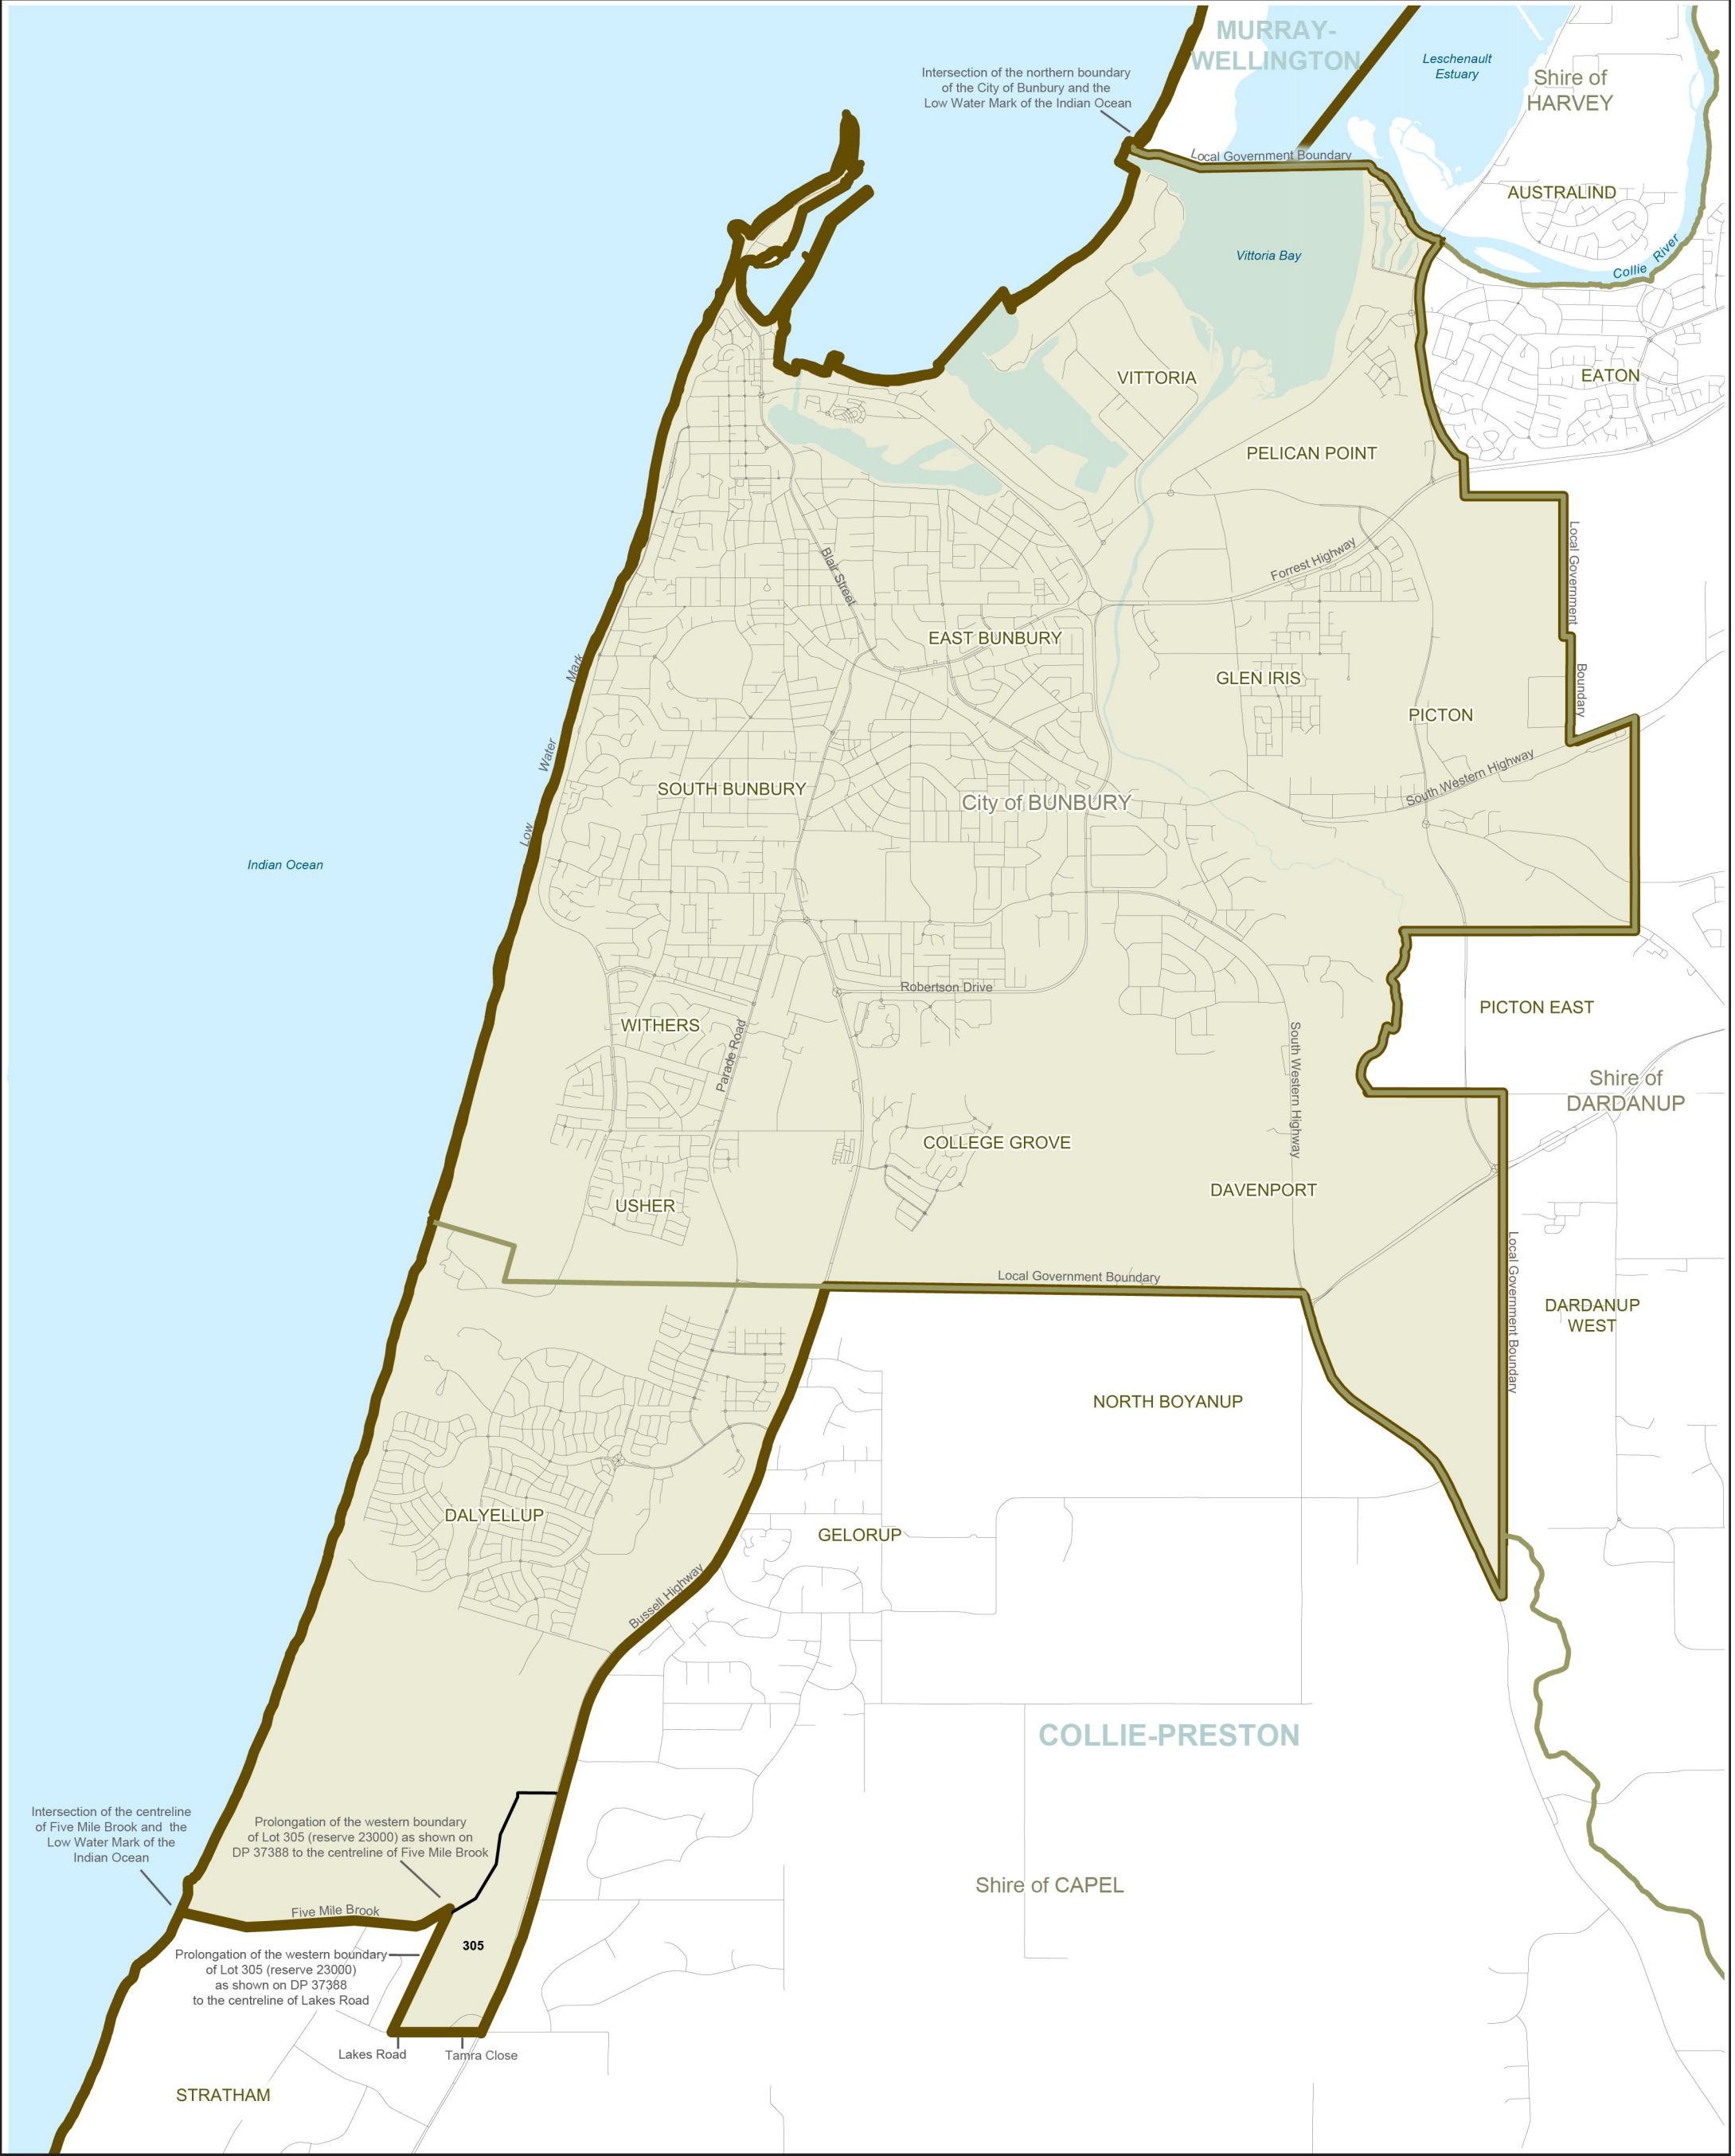 MURRAY-
WELLINGTON
Leschenault
Estuary
Shire of
HARVEY
Intersection of the northern boundary
of the City of Bunbury and the
Low Water Mark of the Indian Ocean
Local Government Boundary
AUSTRALIND
Vittoria Bay
Collie River
VITTORIA
EATON
PELICAN POINT
Local Government Boundary
Forrest Highway
Blair Street
EAST BUNBURY
GLEN IRIS
PICTON
Low Water Mark
SOUTH BUNBURY
City of BUNBURY
South Western Highway
Indian Ocean
Robertson Drive
PICTON EAST
WITHERS
Parade Road
South Western Highway
Shire of
DARDANUP
COLLEGE GROVE
DAVENPORT
USHER
Local Government Boundary
Local Government Boundary
DARDANUP
WEST
NORTH BOYANUP
DALYELLUP
GELORUP
Bussell Highway
COLLIE-PRESTON
Intersection of the centreline
of Five Mile Brook and the
Low Water Mark of the
Indian Ocean
Prolongation of the western boundary
of Lot 305 (reserve 23000) as shown on
DP 37388 to the centreline of Five Mile Brook
Shire of CAPEL
Five Mile Brook
305
Prolongation of the western boundary
of Lot 305 (reserve 23000)
as shown on DP 37388
to the centreline of Lakes Road
Lakes Road
Tamra Close
STRATHAM